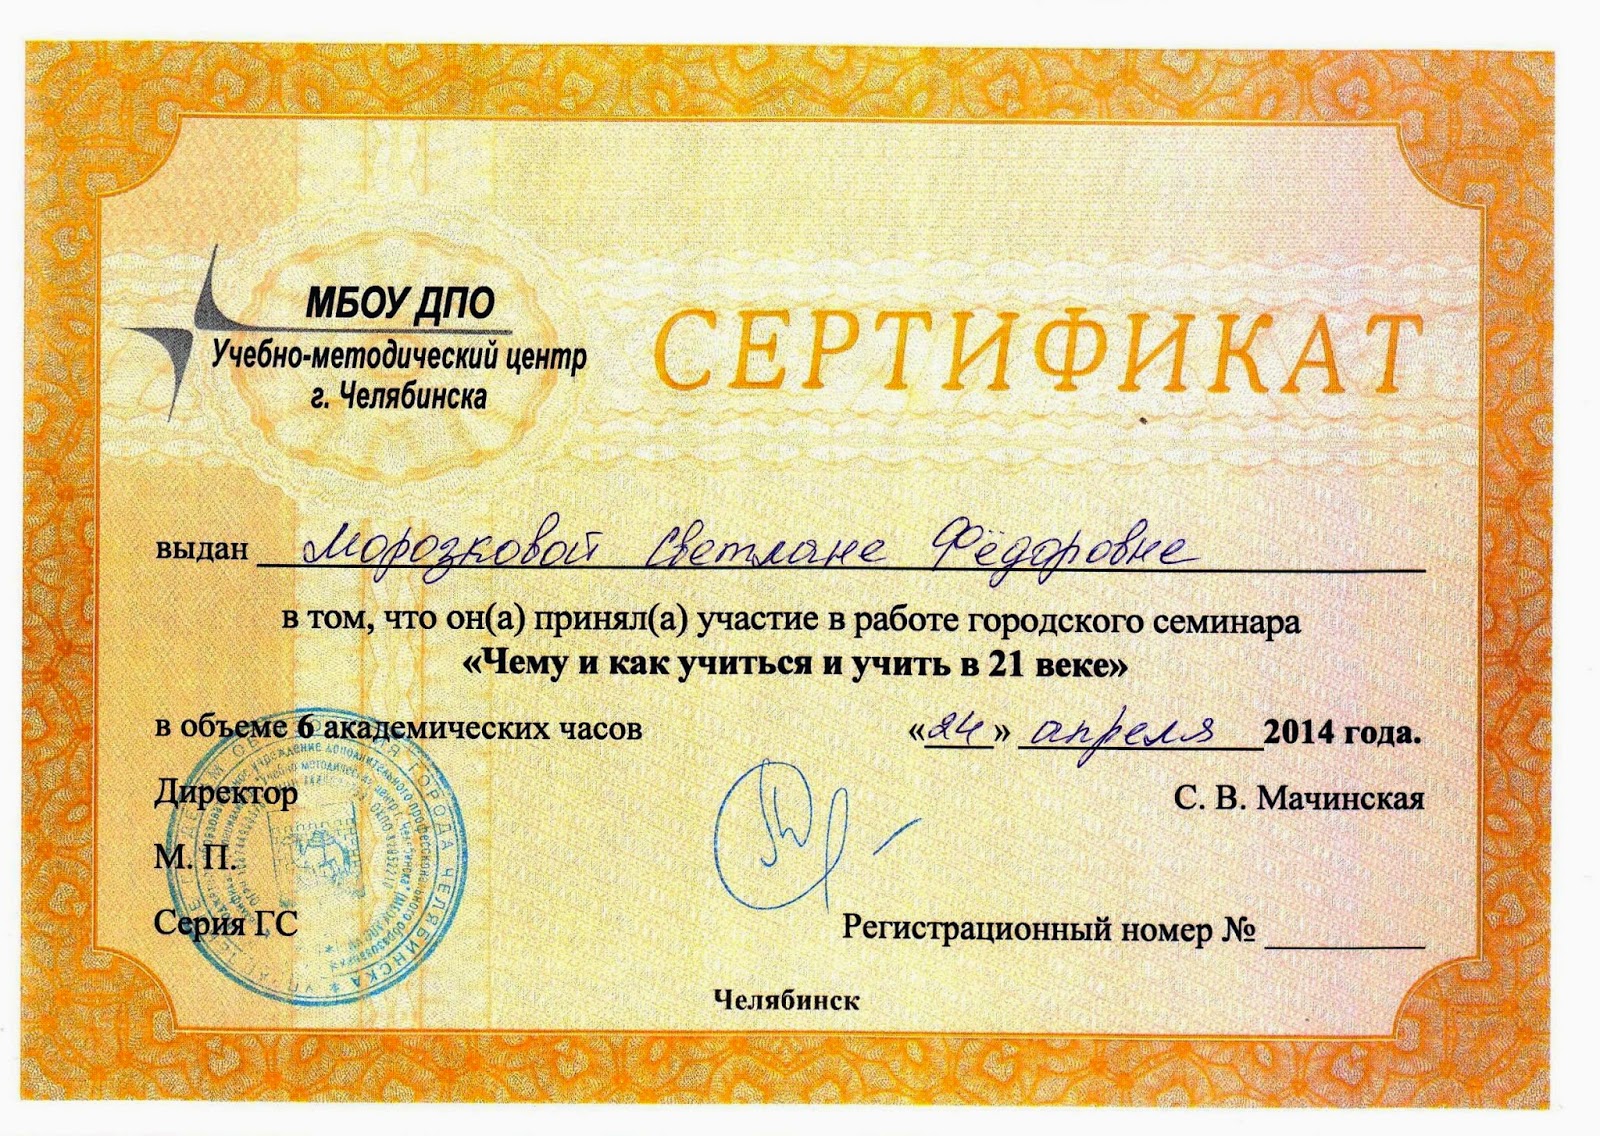 МБОУ ДПО
Учебно-методический центр
г. Челябинска
СЕРТИФИКАТ
выдан Морозковой Светлане Фёдоровне
в том, что он(а) принял(а) участие в работе городского семинара
«Чему и как учиться и учить в 21 веке»
в объеме 6 академических часов «24» апреля 2014 года.
Директор С. В. Мачинская
М. П.
Серия ГС Регистрационный номер №
Челябинск